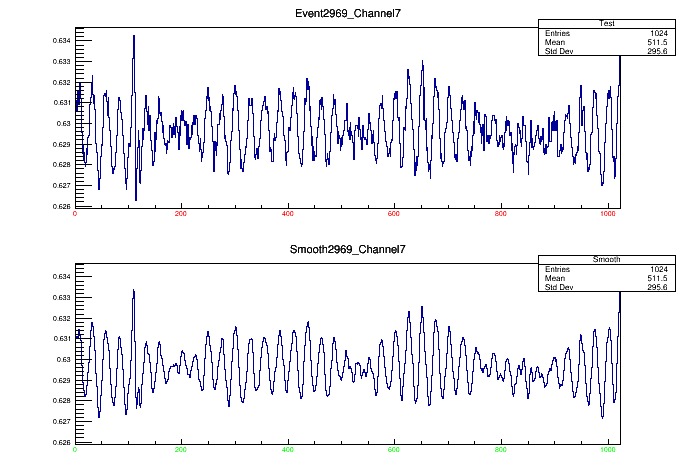 Event2969_Channel7
Test
Entries 1024
Mean 511.5
Std Dev 295.6
0.634
0.633
0.632
0.631
0.63
0.629
0.628
0.627
0.626
0 200 400 600 800 1000
Smooth2969_Channel7
Smooth
Entries 1024
Mean 511.5
Std Dev 295.6
0.634
0.633
0.632
0.631
0.63
0.629
0.628
0.627
0.626
0 200 400 600 800 1000